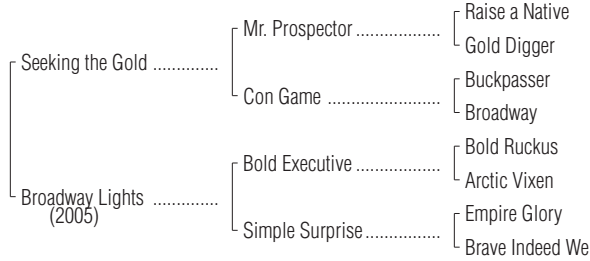 Raise a Native
Mr. Prospector ..................
Gold Digger
Seeking the Gold ..............
Buckpasser
Con Game ........................
Broadway
Bold Ruckus
Bold Executive ..................
Arctic Vixen
Broadway Lights ..............
(2005)
Empire Glory
Simple Surprise................
Brave Indeed We